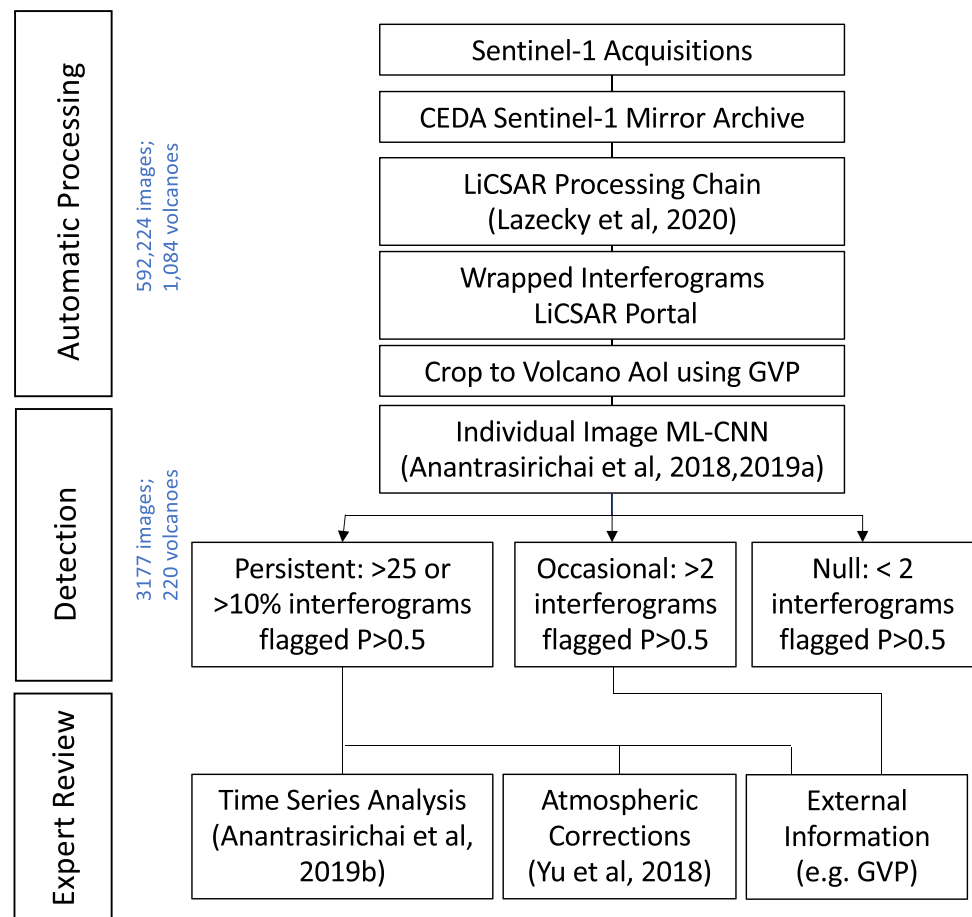 Automatic Processing
592,224 images;
1,084 volcanoes
Sentinel-1 Acquisitions
CEDA Sentinel-1 Mirror Archive
LiCSAR Processing Chain
(Lazecky et al, 2020)
Wrapped Interferograms
LiCSAR Portal
Crop to Volcano AoI using GVP
Detection
3177 images;
220 volcanoes
Individual Image ML-CNN
(Anantrasirichai et al, 2018,2019a)
Persistent: >25 or
>10% interferograms
flagged P>0.5
Occasional: >2
interferograms
flagged P>0.5
Null: < 2
interferograms
flagged P>0.5
Expert Review
Time Series Analysis
(Anantrasirichai et al,
2019b)
Atmospheric
Corrections
(Yu et al, 2018)
External
Information
(e.g. GVP)